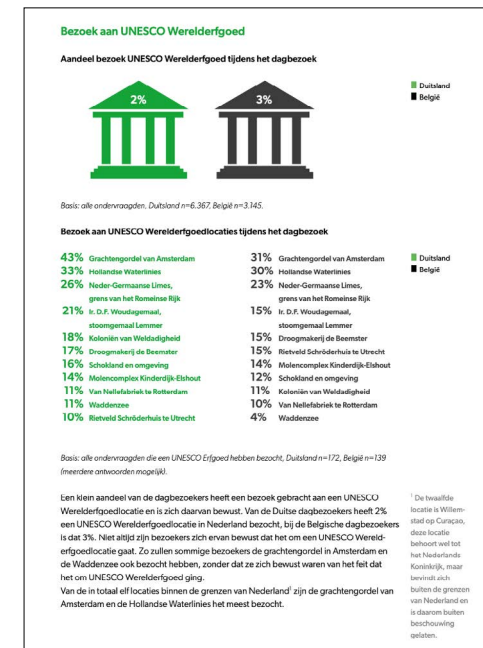 Bezoek aan UNESCO Werelderfgoed
Aandeel bezoek UNESCO Werelderfgoed tijdens het dagbezoek
2%
3%
Duitsland
België
Basis: alle ondervraagden, Duitsland n=6.367, België n=3.145.
Bezoek aan UNESCO Werelderfgoedlocaties tijdens het dagbezoek
43% Grachtengordel van Amsterdam
33% Hollandse Waterlinies
26% Neder-Germaanse Limes,
grens van het Romeinse Rijk
21% Ir. D.F. Woudagemaal,
stoomgemaal Lemmer
18% Koloniën van Weldadigheid
17% Droogmakerij de Beemster
16% Schokland en omgeving
14% Molencomplex Kinderdijk-Elshout
11% Van Nellefabriek te Rotterdam
11% Waddenzee
10% Rietveld Schröderhuis te Utrecht
31% Grachtengordel van Amsterdam
30% Hollandse Waterlinies
23% Neder-Germaanse Limes,
grens van het Romeinse Rijk
15% Ir. D.F. Woudagemaal,
stoomgemaal Lemmer
15% Droogmakerij de Beemster
15% Rietveld Schröderhuis te Utrecht
14% Molencomplex Kinderdijk-Elshout
12% Schokland en omgeving
11% Koloniën van Weldadigheid
10% Van Nellefabriek te Rotterdam
4% Waddenzee
Duitsland
België
Basis: alle ondervraagden die een UNESCO Erfgoed hebben bezocht, Duitsland n=172, België n=139
(meerdere antwoorden mogelijk).
Een klein aandeel van de dagbezoekers heeft een bezoek gebracht aan een UNESCO
Werelderfgoedlocatie en is zich daarvan bewust. Van de Duitse dagbezoekers heeft 2%
een UNESCO Werelderfgoedlocatie in Nederland bezocht, bij de Belgische dagbezoekers
is dat 3%. Niet altijd zijn bezoekers zich ervan bewust dat het om een UNESCO Wereld-
erfgoedlocatie gaat. Zo zullen sommige bezoekers de grachtengordel in Amsterdam en
de Waddenzee ook bezocht hebben, zonder dat ze zich bewust waren van het feit dat
het om UNESCO Werelderfgoed ging.
Van de in totaal elf locaties binnen de grenzen van Nederland¹ zijn de grachtengordel van
Amsterdam en de Hollandse Waterlinies het meest bezocht.
¹ De twaalfde
locatie is Willem-
stad op Curaçao,
deze locatie
behoort wel tot
het Nederlands
Koninkrijk, maar
bevindt zich
buiten de grenzen
van Nederland en
is daarom buiten
beschouwing
gelaten.